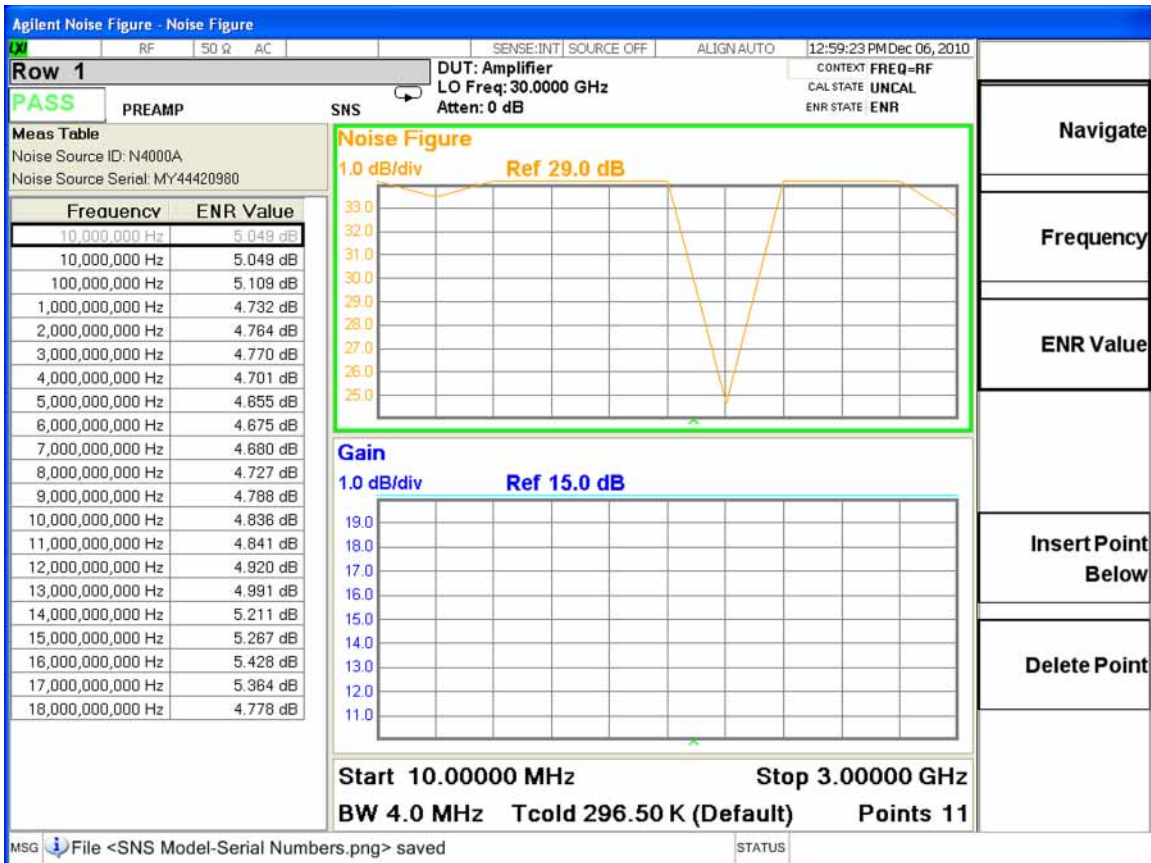 Agilent Noise Figure - Noise Figure
LXI RF 50 Ω AC SENSE:INT SOURCE OFF ALIGN AUTO 12:59:23 PM Dec 06, 2010
Row 1
DUT: Amplifier
LO Freq: 30.0000 GHz
Atten: 0 dB
CONTEXT FREQ=RF
CAL STATE UNCAL
ENR STATE ENR
PASS PREAMP SNS
Meas Table
Noise Source ID: N4000A
Noise Source Serial: MY44420980
Frequency ENR Value
10,000,000 Hz 5.049 dB
10,000,000 Hz 5.049 dB
100,000,000 Hz 5.109 dB
1,000,000,000 Hz 4.732 dB
2,000,000,000 Hz 4.764 dB
3,000,000,000 Hz 4.770 dB
4,000,000,000 Hz 4.701 dB
5,000,000,000 Hz 4.655 dB
6,000,000,000 Hz 4.675 dB
7,000,000,000 Hz 4.680 dB
8,000,000,000 Hz 4.727 dB
9,000,000,000 Hz 4.788 dB
10,000,000,000 Hz 4.836 dB
11,000,000,000 Hz 4.841 dB
12,000,000,000 Hz 4.920 dB
13,000,000,000 Hz 4.991 dB
14,000,000,000 Hz 5.211 dB
15,000,000,000 Hz 5.267 dB
16,000,000,000 Hz 5.428 dB
17,000,000,000 Hz 5.364 dB
18,000,000,000 Hz 4.778 dB
Noise Figure
1.0 dB/div Ref 29.0 dB
33.0
32.0
31.0
30.0
29.0
28.0
27.0
26.0
25.0
Gain
1.0 dB/div Ref 15.0 dB
19.0
18.0
17.0
16.0
15.0
14.0
13.0
12.0
11.0
Start 10.00000 MHz Stop 3.00000 GHz
BW 4.0 MHz Tcold 296.50 K (Default) Points 11
Navigate
Frequency
ENR Value
Insert Point
Below
Delete Point
MSG File <SNS Model-Serial Numbers.png> saved STATUS